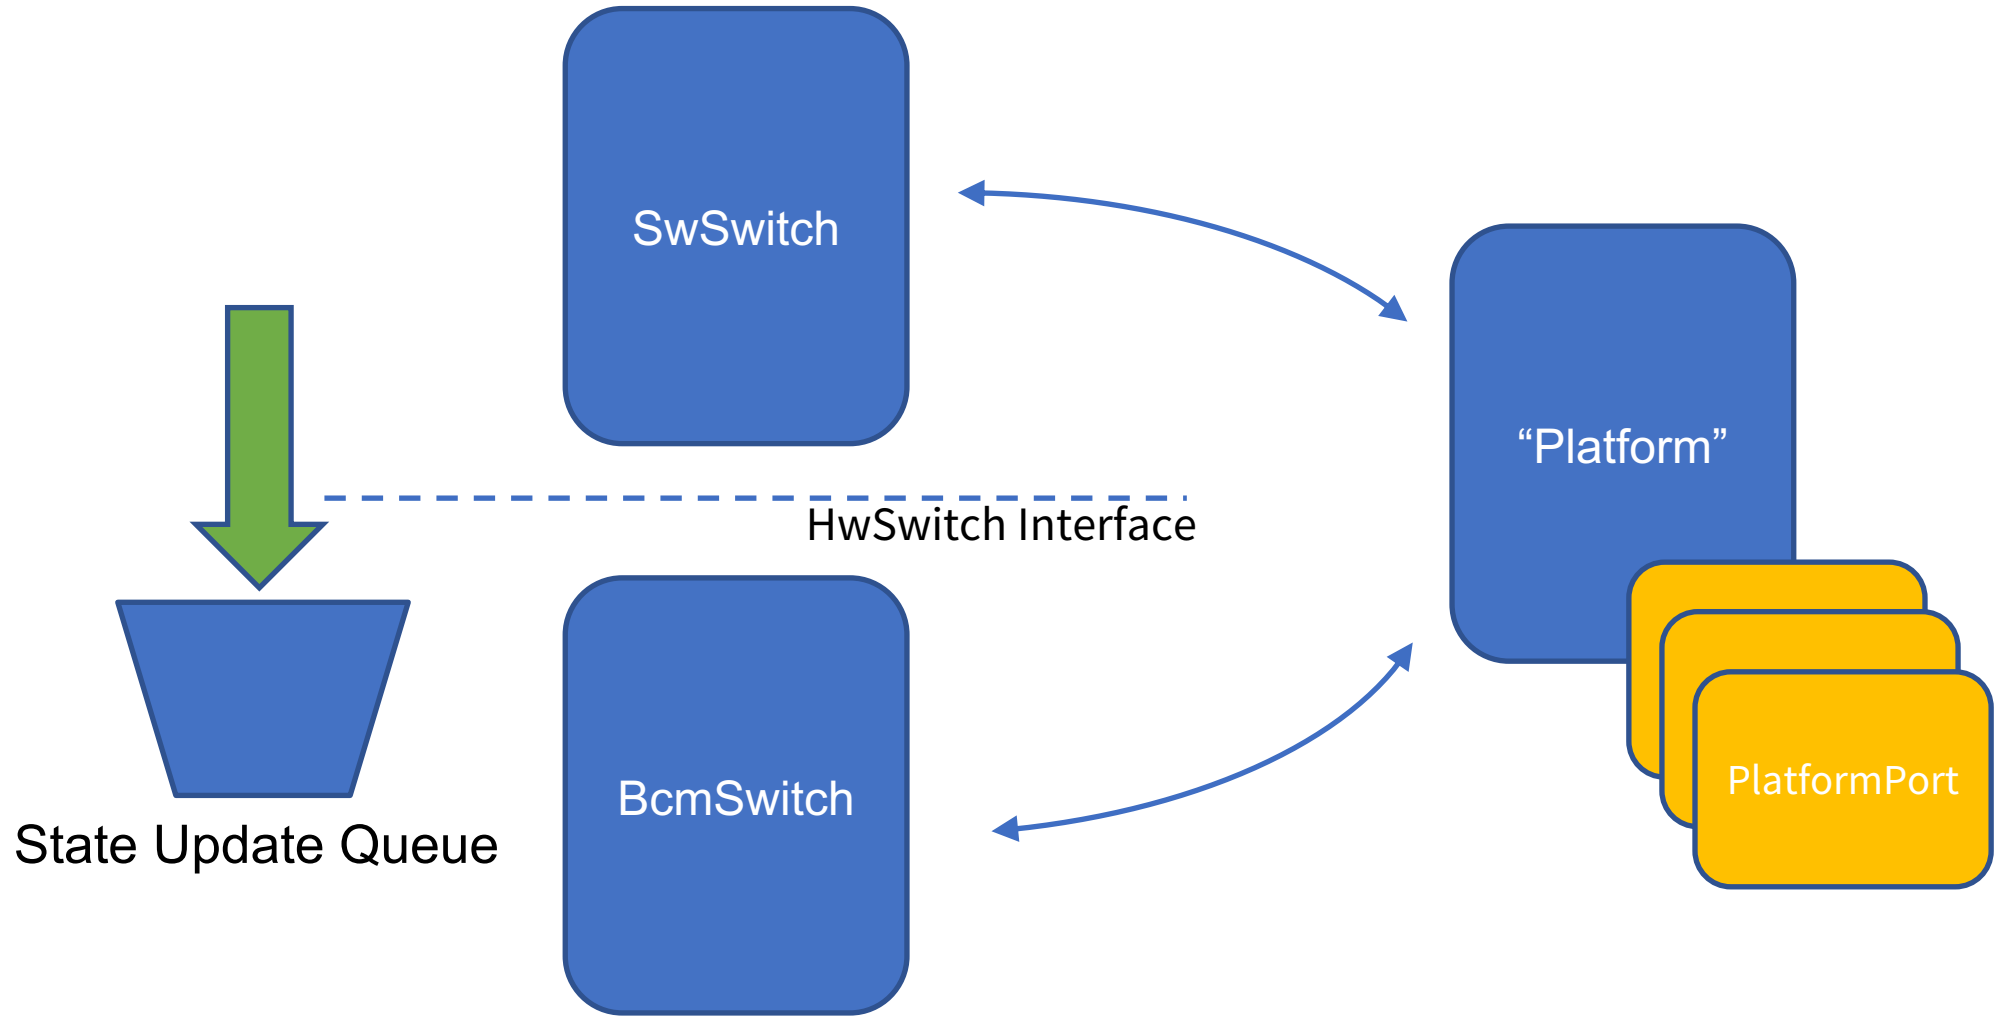 SwSwitch
“Platform”
HwSwitch Interface
BcmSwitch
PlatformPort
State Update Queue